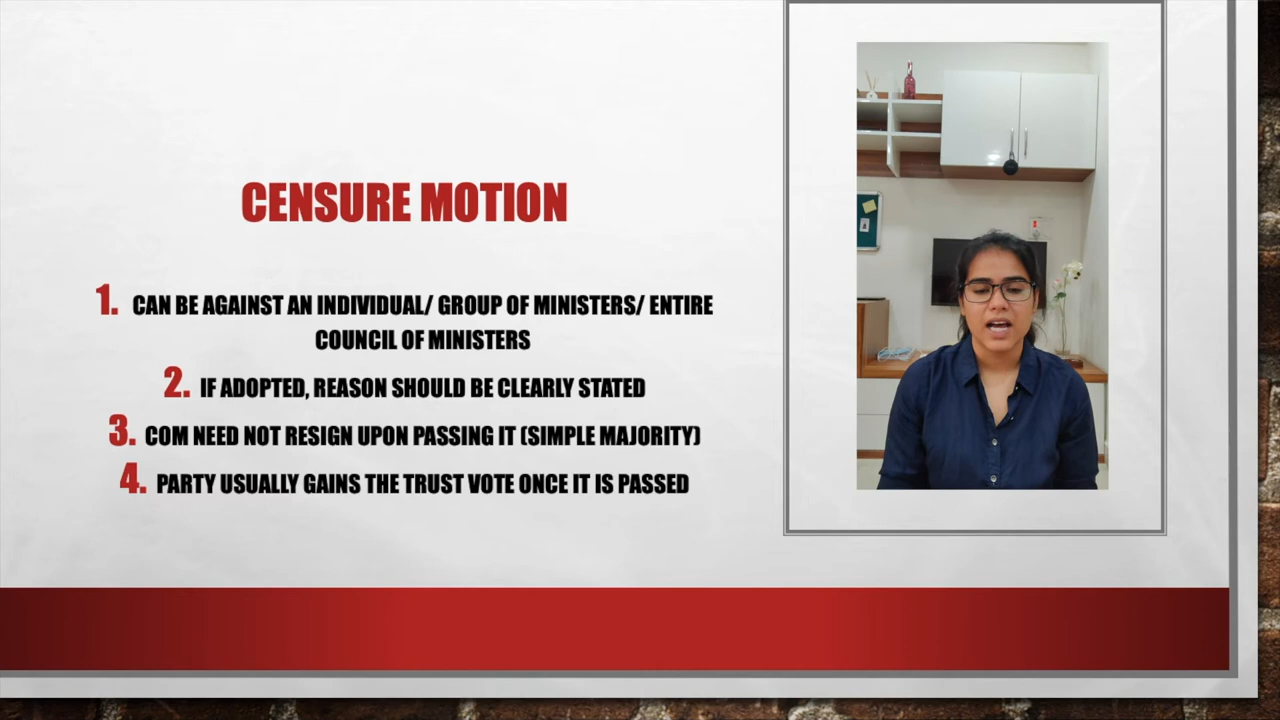 CENSURE MOTION
1. CAN BE AGAINST AN INDIVIDUAL/ GROUP OF MINISTERS/ ENTIRE
COUNCIL OF MINISTERS
2. IF ADOPTED, REASON SHOULD BE CLEARLY STATED
3. COM NEED NOT RESIGN UPON PASSING IT (SIMPLE MAJORITY)
4. PARTY USUALLY GAINS THE TRUST VOTE ONCE IT IS PASSED